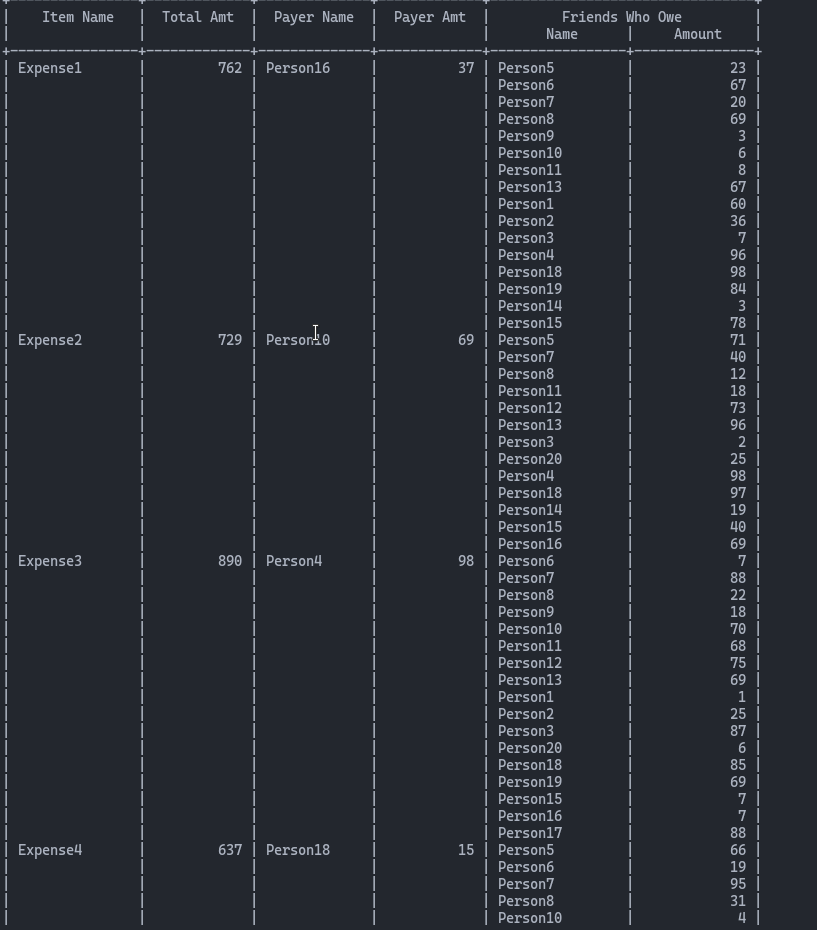 Item Name Total Amt Payer Name Payer Amt Friends Who Owe
Name Amount
Expense1 762 Person16 37 Person5 23
Person6 67
Person7 20
Person8 69
Person9 3
Person10 6
Person11 8
Person13 67
Person1 60
Person2 36
Person3 7
Person4 96
Person18 98
Person19 84
Person14 3
Person15 78
Expense2 729 Person10 69 Person5 71
Person7 40
Person8 12
Person11 18
Person12 73
Person13 96
Person3 2
Person20 25
Person4 98
Person18 97
Person14 19
Person15 40
Person16 69
Expense3 890 Person4 98 Person6 7
Person7 88
Person8 22
Person9 18
Person10 70
Person11 68
Person12 75
Person13 69
Person1 1
Person2 25
Person3 87
Person20 6
Person18 85
Person19 69
Person15 7
Person16 7
Person17 88
Expense4 637 Person18 15 Person5 66
Person6 19
Person7 95
Person8 31
Person10 4